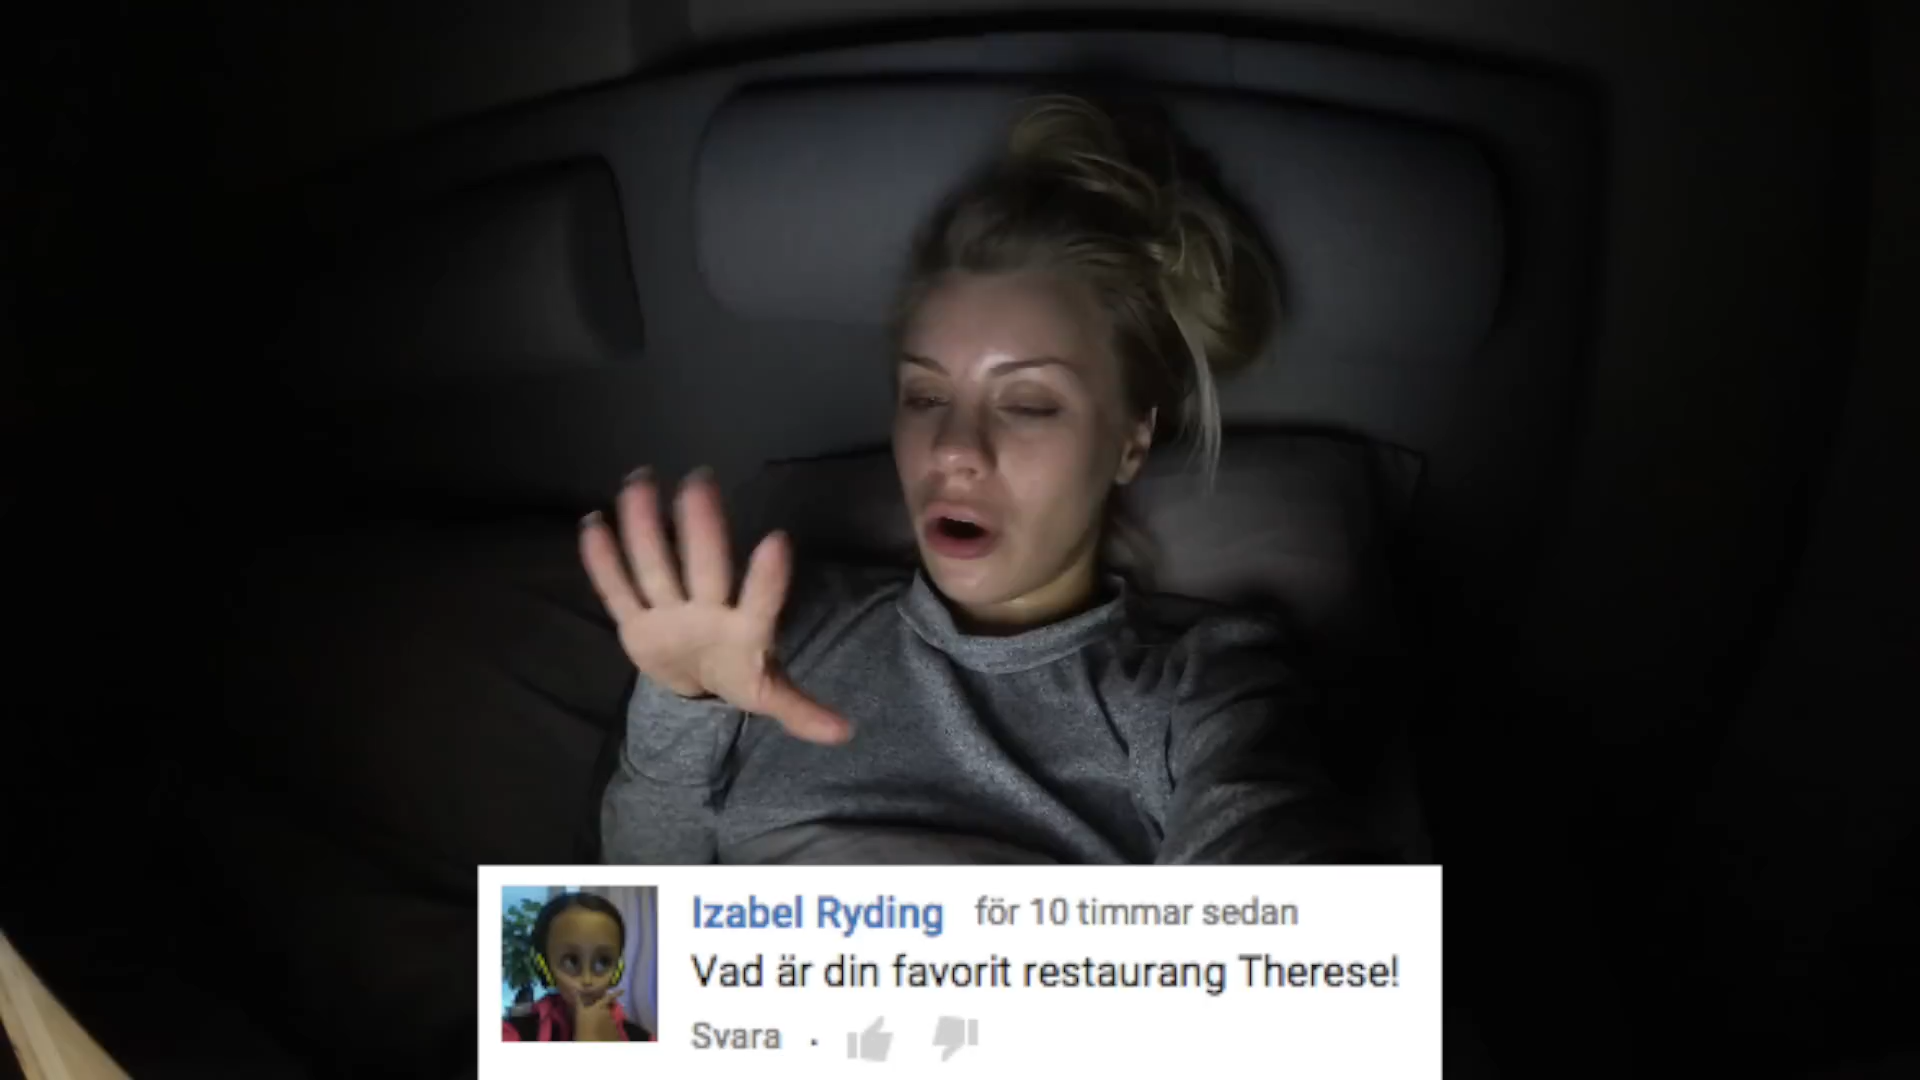 Izabel Ryding för 10 timmar sedan
Vad är din favorit restaurang Therese!
Svara ·